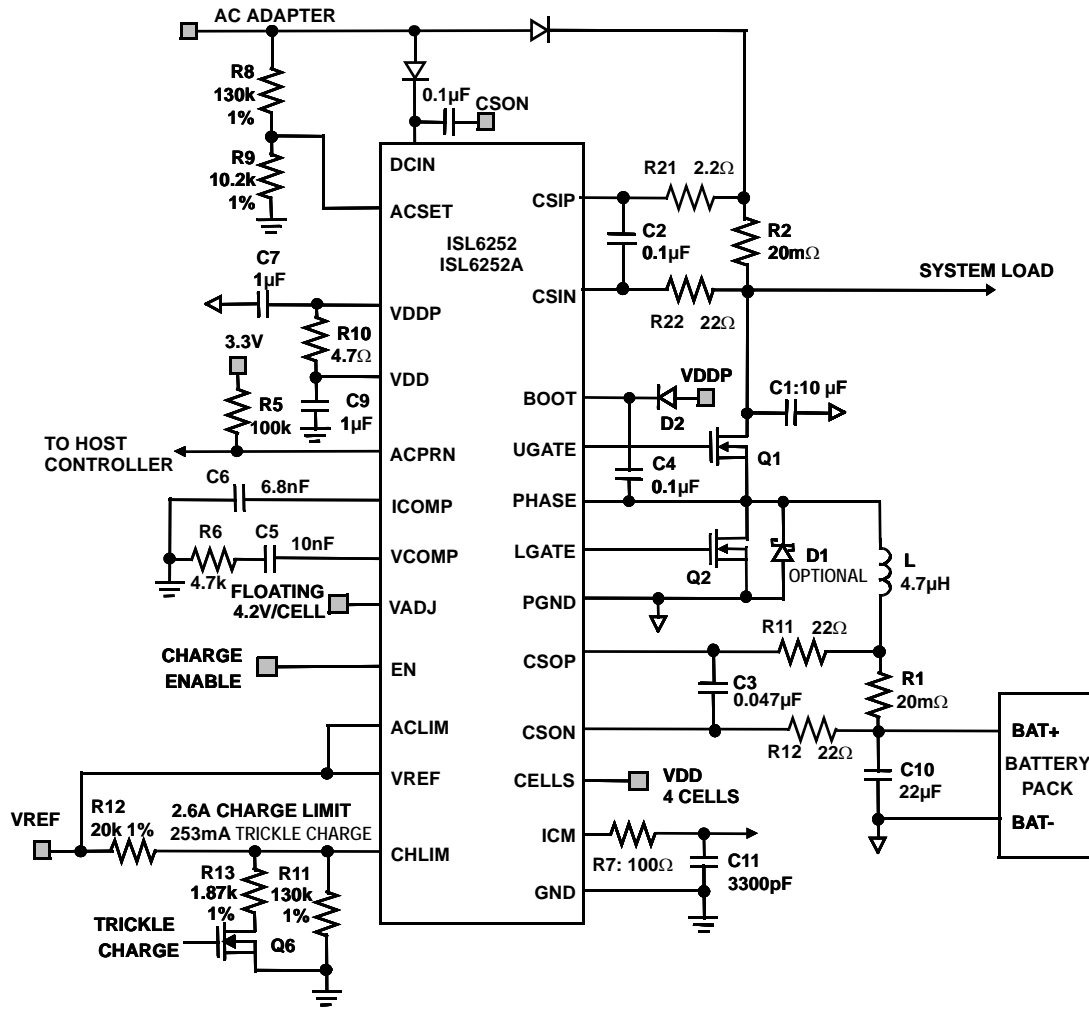 AC ADAPTER
R8
130k
1%
0.1µF
CSON
R9
10.2k
1%
DCIN
ACSET
ISL6252
ISL6252A
CSIP
R21 2.2Ω
C2
0.1µF
R2
20mΩ
SYSTEM LOAD
CSIN
R22 22Ω
C7
1µF
VDDP
R10
4.7Ω
3.3V
VDD
R5
100k
C9
1µF
BOOT
VDDP
D2
C1:10 µF
UGATE
Q1
C4
0.1µF
TO HOST
CONTROLLER
ACPRN
C6
6.8nF
ICOMP
PHASE
R6
4.7k
C5
10nF
VCOMP
LGATE
Q2
D1
OPTIONAL
L
4.7µH
FLOATING
4.2V/CELL
VADJ
PGND
R11 22Ω
CSOP
CHARGE
ENABLE
EN
C3
0.047µF
R1
20mΩ
ACLIM
CSON
R12 22Ω
BAT+
BATTERY
PACK
BAT-
VREF
CELLS
VDD
4 CELLS
C10
22µF
VREF
R12
20k 1%
2.6A CHARGE LIMIT
253mA TRICKLE CHARGE
CHLIM
ICM
R7: 100Ω
C11
3300pF
GND
R13
1.87k
1%
R11
130k
1%
TRICKLE
CHARGE
Q6